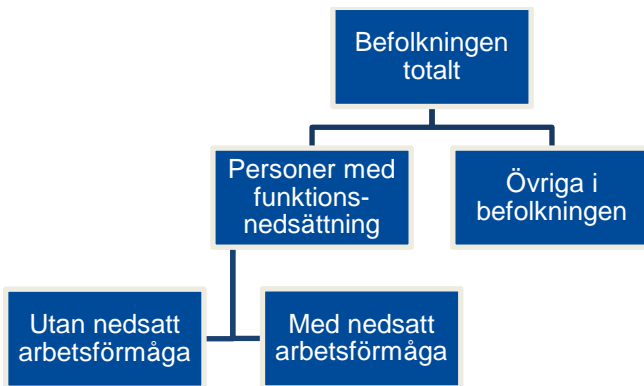 Befolkningen
totalt
Personer med
funktions-
nedsättning
Övriga i
befolkningen
Utan nedsatt
arbetsförmåga
Med nedsatt
arbetsförmåga